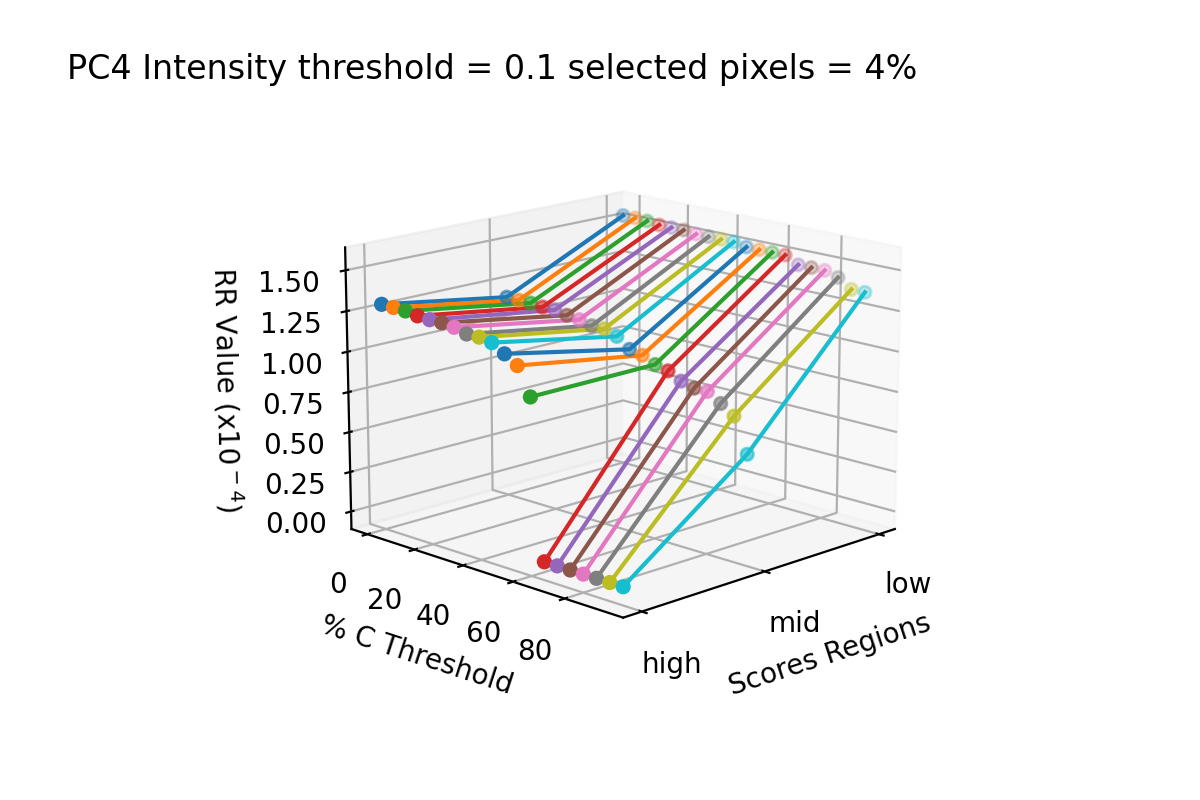 PC4 Intensity threshold = 0.1 selected pixels = 4%
RR Value (x10⁻⁴)
1.50
1.25
1.00
0.75
0.50
0.25
0.00
0
20
40
60
80
% C Threshold
high
mid
low
Scores Regions